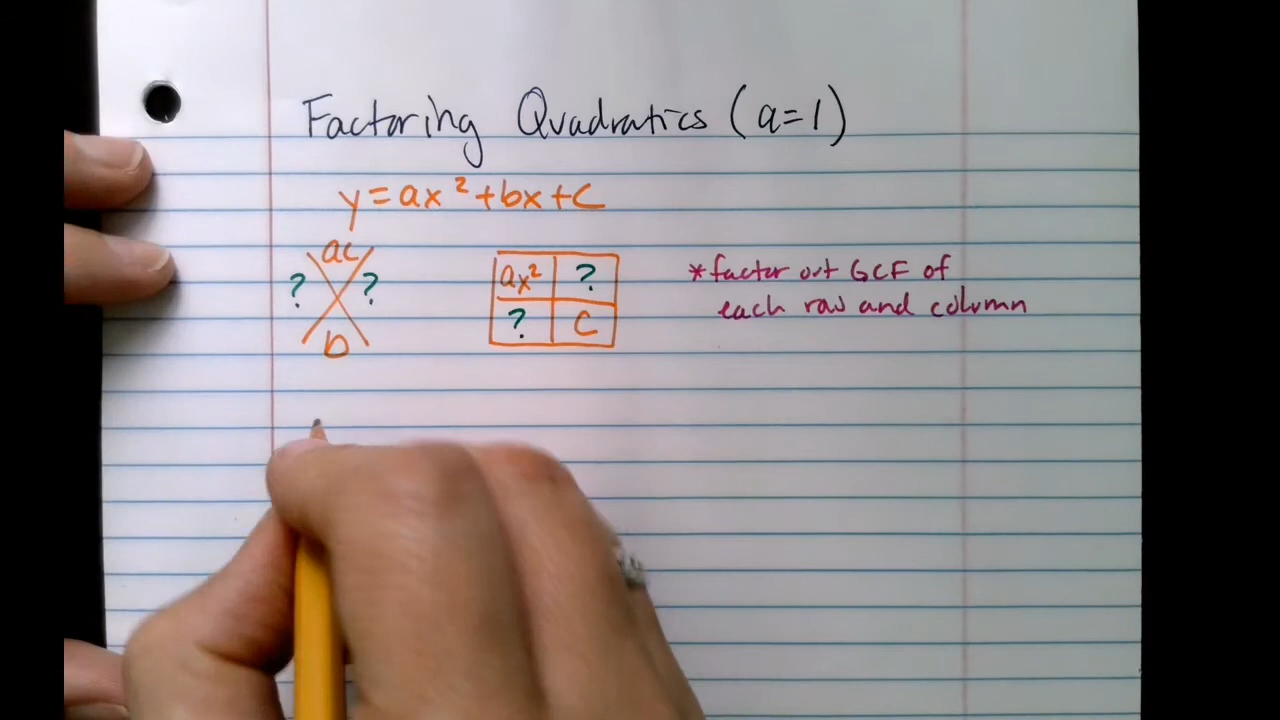 Factoring Quadratics (a=1)
y=ax²+bx+c
ac
? ?
b
ax² ?
? c
*factor out GCF of
each row and column